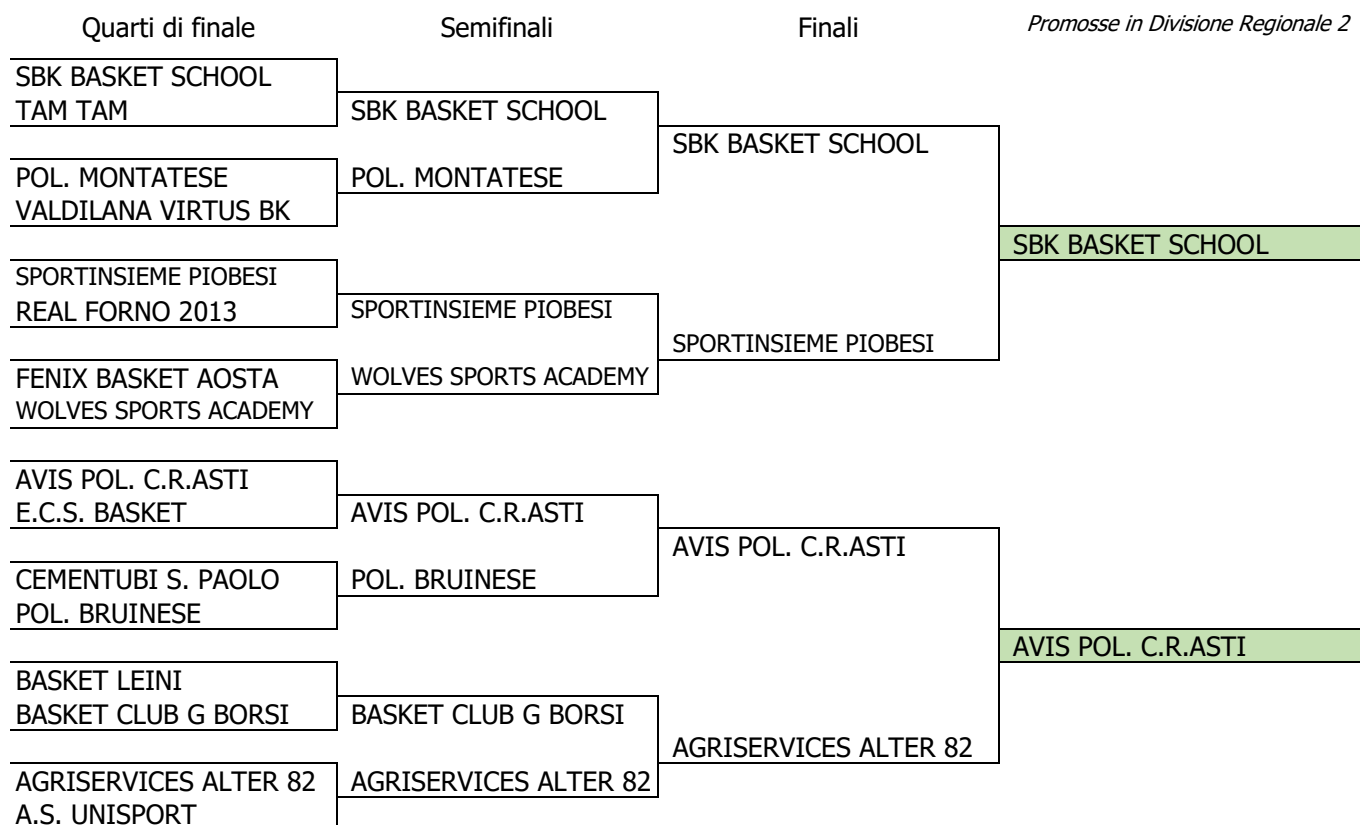 Quarti di finale
Semifinali
Finali
Promosse in Divisione Regionale 2
SBK BASKET SCHOOL
TAM TAM
POL. MONTATESE
VALDILANA VIRTUS BK
SPORTINSIEME PIOBESI
REAL FORNO 2013
FENIX BASKET AOSTA
WOLVES SPORTS ACADEMY
AVIS POL. C.R.ASTI
E.C.S. BASKET
CEMENTUBI S. PAOLO
POL. BRUINESE
BASKET LEINI
BASKET CLUB G BORSI
AGRISERVICES ALTER 82
A.S. UNISPORT
SBK BASKET SCHOOL
POL. MONTATESE
SPORTINSIEME PIOBESI
WOLVES SPORTS ACADEMY
AVIS POL. C.R.ASTI
POL. BRUINESE
BASKET CLUB G BORSI
AGRISERVICES ALTER 82
SBK BASKET SCHOOL
SPORTINSIEME PIOBESI
AVIS POL. C.R.ASTI
AGRISERVICES ALTER 82
SBK BASKET SCHOOL
AVIS POL. C.R.ASTI